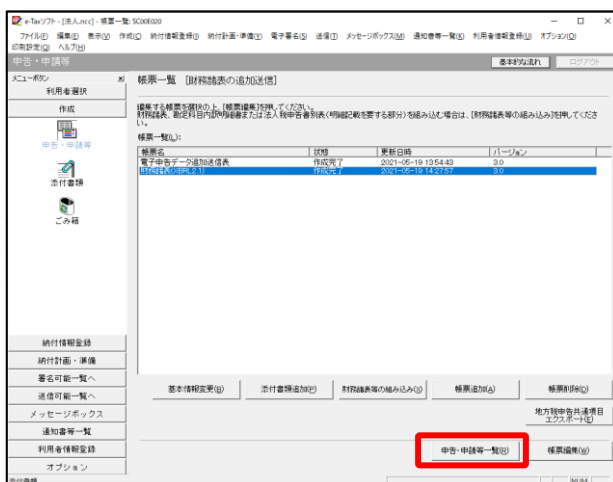 e-Taxソフト - [法人.ncc] - 帳票一覧: SC00E020
ファイル(F) 編集(E) 表示(V) 作成(C) 納付情報登録(I) 納付計画・準備(Y) 電子署名(S) 送信(T) メッセージボックス(M) 通知書等一覧(K) 利用者情報登録(U) オプション(O)
印刷設定(Q) ヘルプ(H)
申告・申請等 基本的な流れ ログアウト
メニューボタン x 帳票一覧 [財務諸表の追加送信]
利用者選択
作成
申告・申請等
添付書類
ごみ箱
編集する帳票を選択の上、[帳票編集]を押してください。
財務諸表、勘定科目内訳明細書または法人税申告書別表(明細記載を要する部分)を組み込む場合は、[財務諸表等の組み込み]を押してください。
帳票一覧(L):
帳票名 状態 更新日時 バージョン
電子申告データ追加送信表 作成完了 2021-05-19 13:54:43 3.0
財務諸表(XBRL2.1) 作成完了 2021-05-19 14:27:57 3.0
納付情報登録
納付計画・準備
署名可能一覧へ
送信可能一覧へ
メッセージボックス
通知書等一覧
利用者情報登録
オプション
基本情報変更(B) 添付書類追加(P) 財務諸表等の組み込み(X) 帳票追加(A) 帳票削除(D)
地方税申告共通項目
エクスポート(E)
申告・申請等一覧(R) 帳票編集(W)
添付書類 NUM